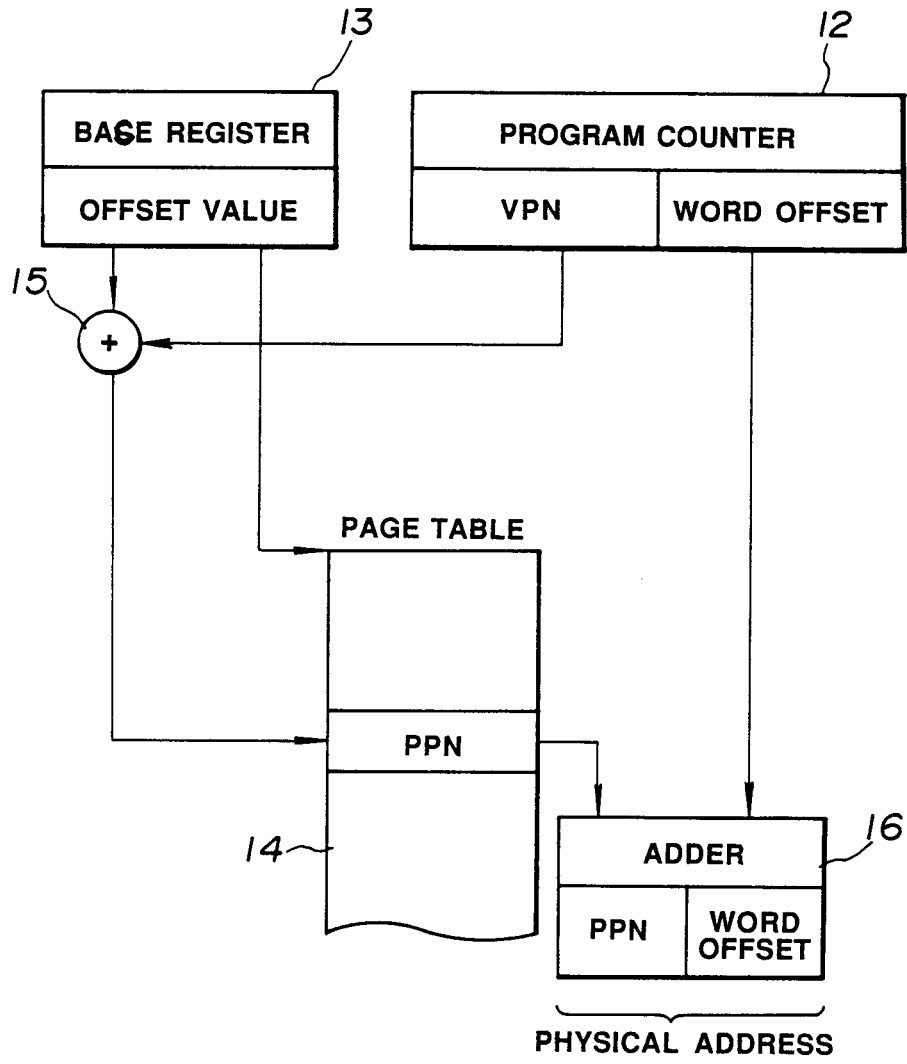 13
12
BASE REGISTER
OFFSET VALUE
PROGRAM COUNTER
VPN
WORD OFFSET
15
+
PAGE TABLE
PPN
14
16
ADDER
PPN
WORD
OFFSET
PHYSICAL ADDRESS